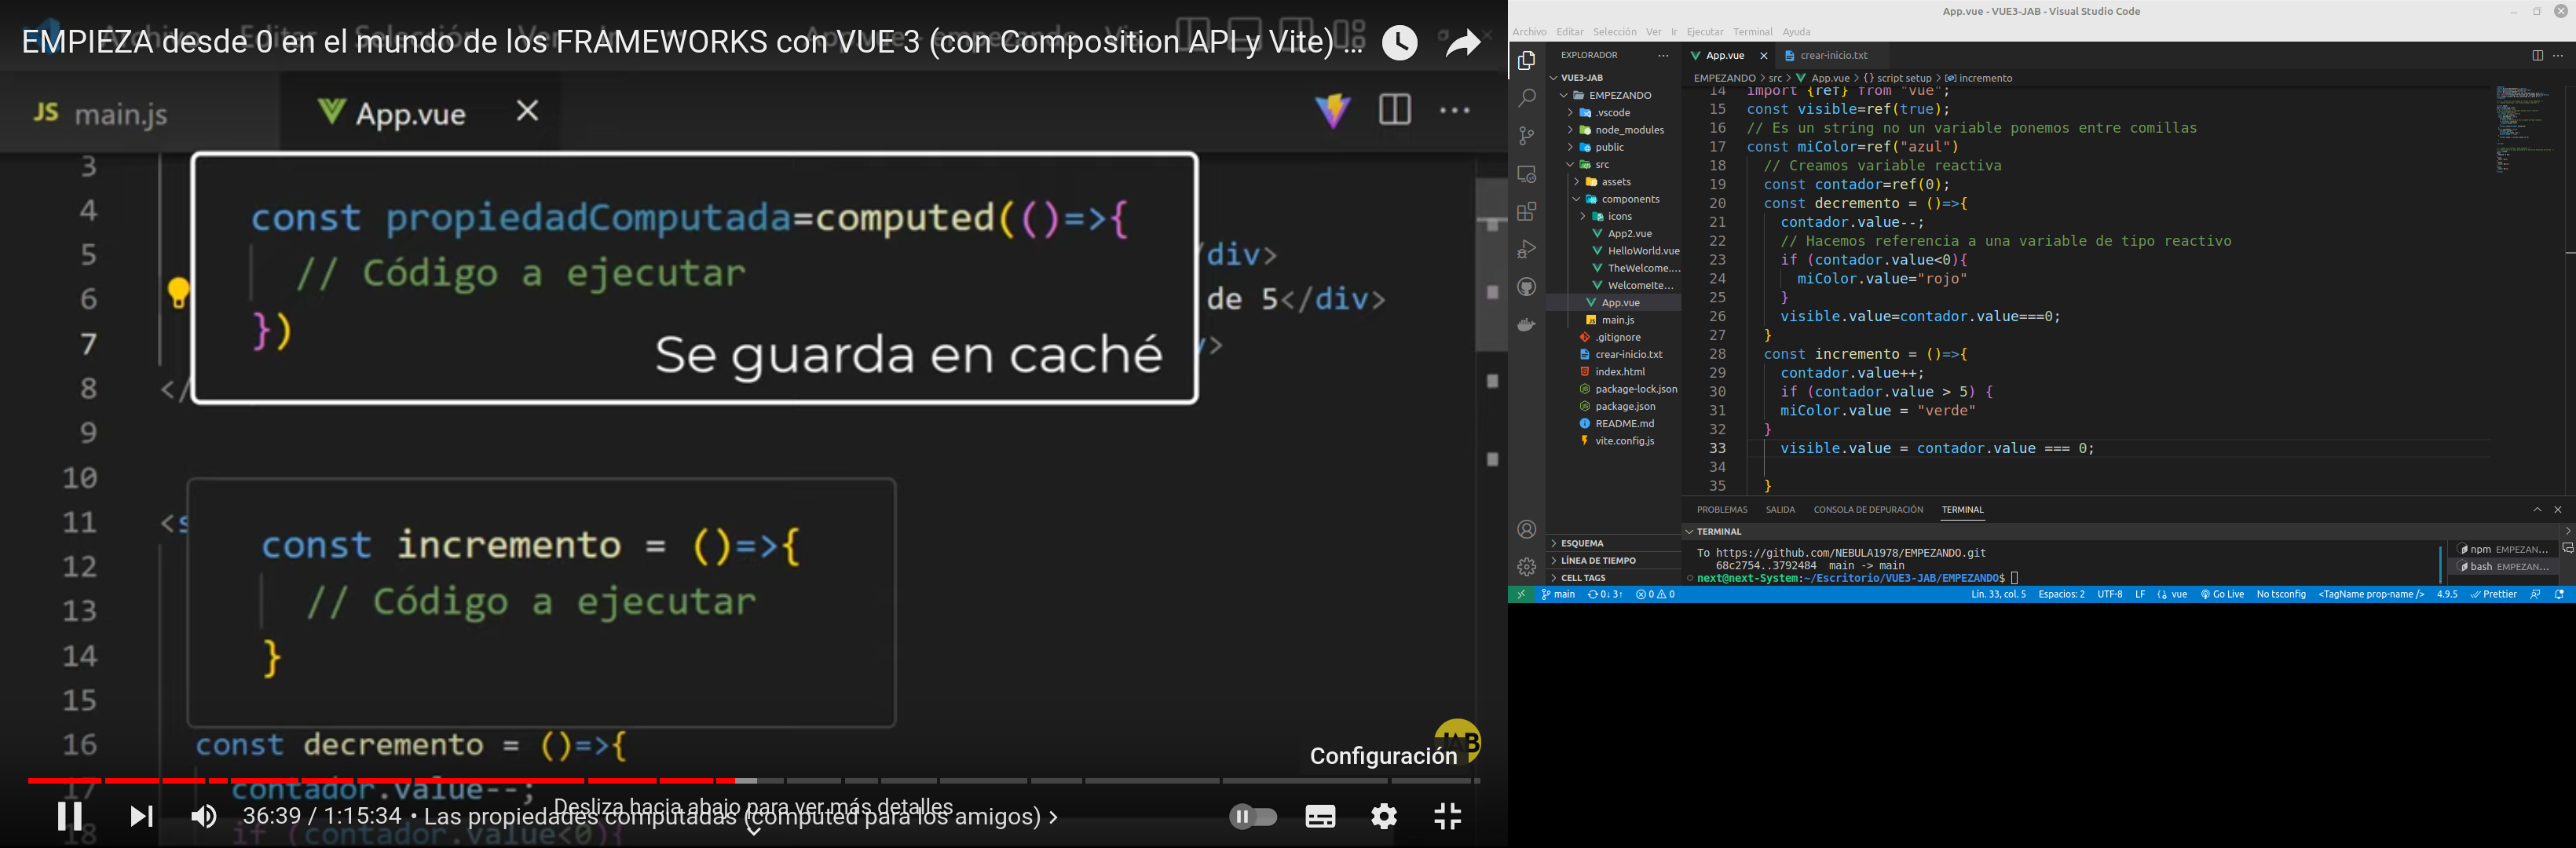 EMPIEZA desde 0 en el mundo de los FRAMEWORKS con VUE 3 (con Composition API y Vite) ...
JS main.js
App.vue
3
4
5
6
7
8
9
10
11
12
13
14
15
16
17
18
const propiedadComputada=computed(()=>{
// Código a ejecutar
})
Se guarda en caché
/div>
de 5</div>
>
</
<s
const incremento = ()=>{
// Código a ejecutar
}
const decremento = ()=>{
contador.value--;
if (contador.value<0){
JAB
Configuración
Desliza hacia abajo para ver más detalles
36:39 / 1:15:34 • Las propiedades computadas (computed para los amigos) >
App.vue - VUE3-JAB - Visual Studio Code
Archivo Editar Selección Ver Ir Ejecutar Terminal Ayuda
EXPLORADOR ...
VUE3-JAB
EMPEZANDO
.vscode
node_modules
public
src
assets
components
icons
App2.vue
HelloWorld.vue
TheWelcome....
WelcomeIte...
App.vue
main.js
.gitignore
crear-inicio.txt
index.html
package-lock.json
package.json
README.md
vite.config.js
ESQUEMA
LÍNEA DE TIEMPO
CELL TAGS
App.vue
crear-inicio.txt
EMPEZANDO > src > App.vue > {} script setup > incremento
14 import {ref} from "vue";
15 const visible=ref(true);
16 // Es un string no un variable ponemos entre comillas
17 const miColor=ref("azul")
18 // Creamos variable reactiva
19 const contador=ref(0);
20 const decremento = ()=>{
21 contador.value--;
22 // Hacemos referencia a una variable de tipo reactivo
23 if (contador.value<0){
24 miColor.value="rojo"
25 }
26 visible.value=contador.value===0;
27 }
28 const incremento = ()=>{
29 contador.value++;
30 if (contador.value > 5) {
31 miColor.value = "verde"
32 }
33 visible.value = contador.value === 0;
34
35 }
PROBLEMAS SALIDA CONSOLA DE DEPURACIÓN TERMINAL
TERMINAL
To https://github.com/NEBULA1978/EMPEZANDO.git
68c2754..3792484 main -> main
next@next-System:~/Escritorio/VUE3-JAB/EMPEZANDO$
npm EMPEZAN...
bash EMPEZAN...
main 0↓ 3↑ 0 0
Lín. 33, col. 5 Espacios: 2 UTF-8 LF vue Go Live No tsconfig <TagName prop-name /> 4.9.5 Prettier